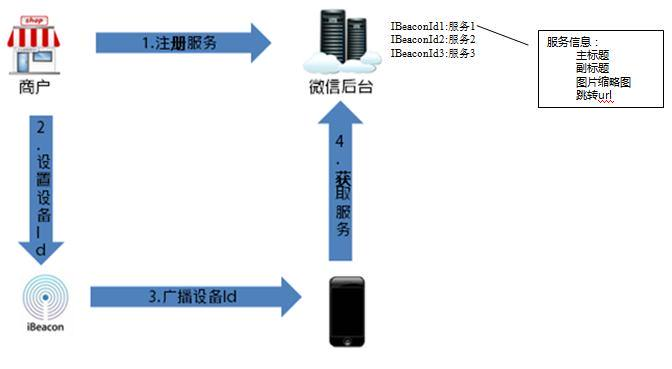 shop
商户
1.注册服务
微信后台
IBeaconId1:服务1
IBeaconId2:服务2
IBeaconId3:服务3
服务信息：
主标题
副标题
图片缩略图
跳转url
2.设置设备Id
4.获取服务
iBeacon
3.广播设备Id